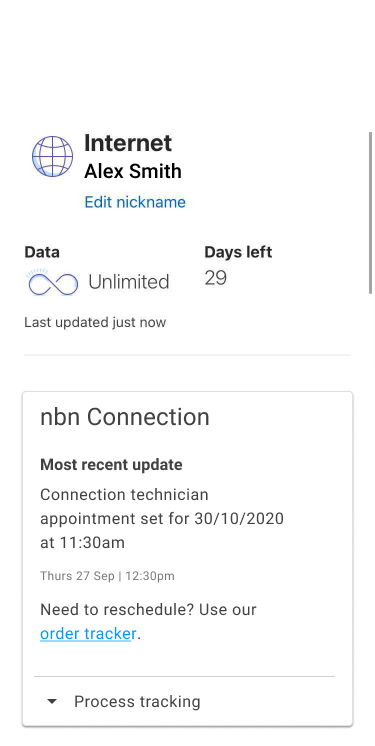 Internet
Alex Smith
Edit nickname
Data
Days left
Unlimited
29
Last updated just now
nbn Connection
Most recent update
Connection technician
appointment set for 30/10/2020
at 11:30am
Thurs 27 Sep | 12:30pm
Need to reschedule? Use our
order tracker.
Process tracking